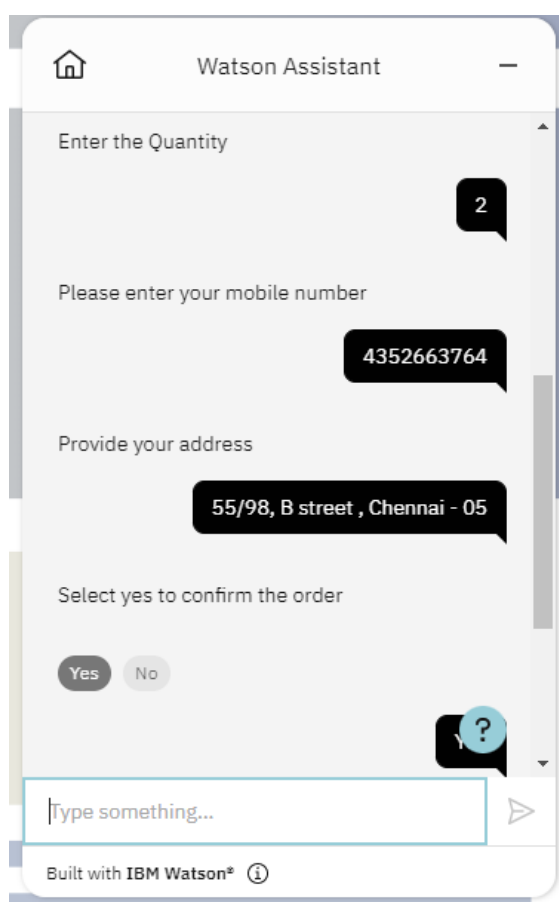 Watson Assistant
Enter the Quantity
2
Please enter your mobile number
4352663764
Provide your address
55/98, B street , Chennai - 05
Select yes to confirm the order
Yes No
?
Type something...
Built with IBM Watson®